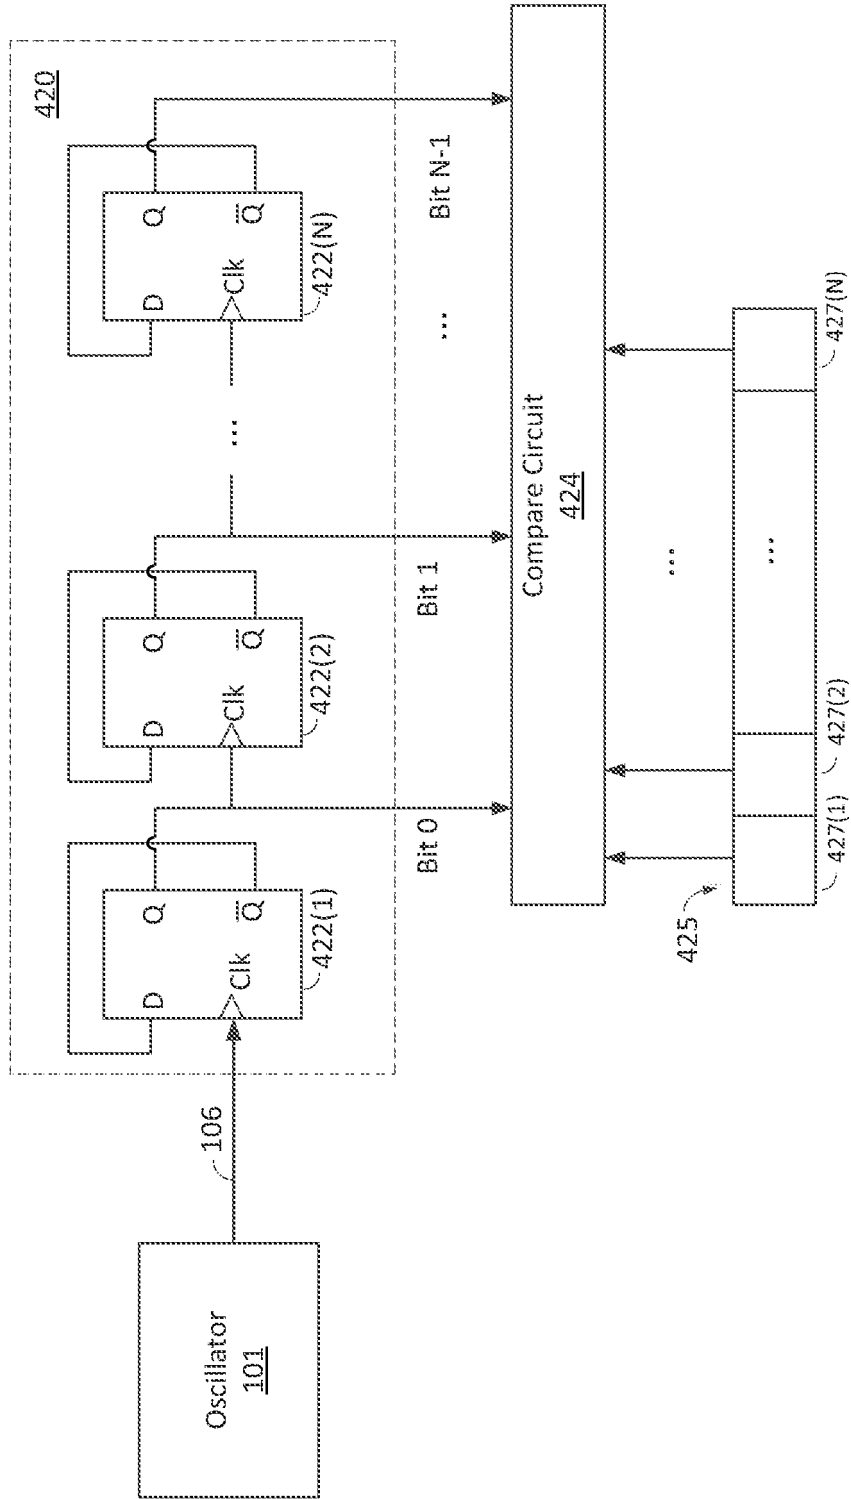 420
D
Q
Clk
Q̅
422(1)
D
Q
Clk
Q̅
422(2)
...
D
Q
Clk
Q̅
422(N)
Oscillator
101
106
Bit 0
Bit 1
...
Bit N-1
Compare Circuit
424
...
425
...
427(1)
427(2)
427(N)